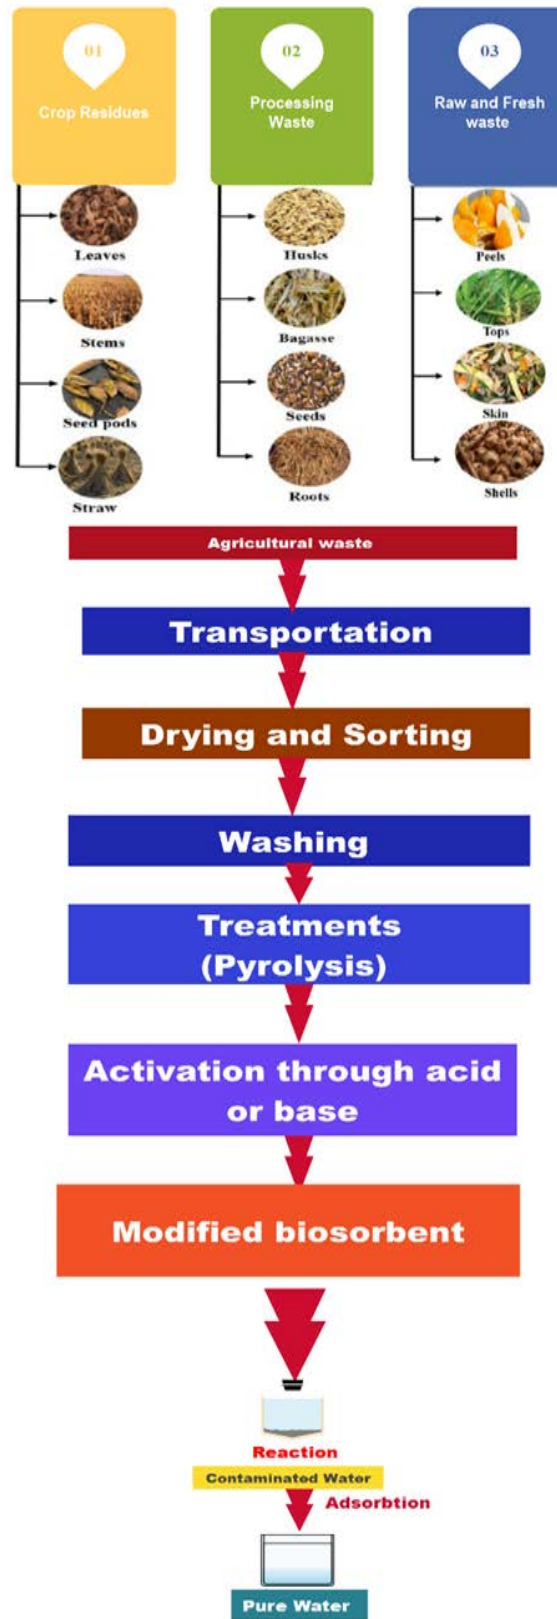 01
Crop Residues
02
Processing
Waste
03
Raw and Fresh
waste
Leaves
Stems
Seed pods
Straw
Husks
Bagasse
Seeds
Roots
Peels
Tops
Skin
Shells
Agricultural waste
Transportation
Drying and Sorting
Washing
Treatments
(Pyrolysis)
Activation through acid
or base
Modified biosorbent
Reaction
Contaminated Water
Adsorbtion
Pure Water